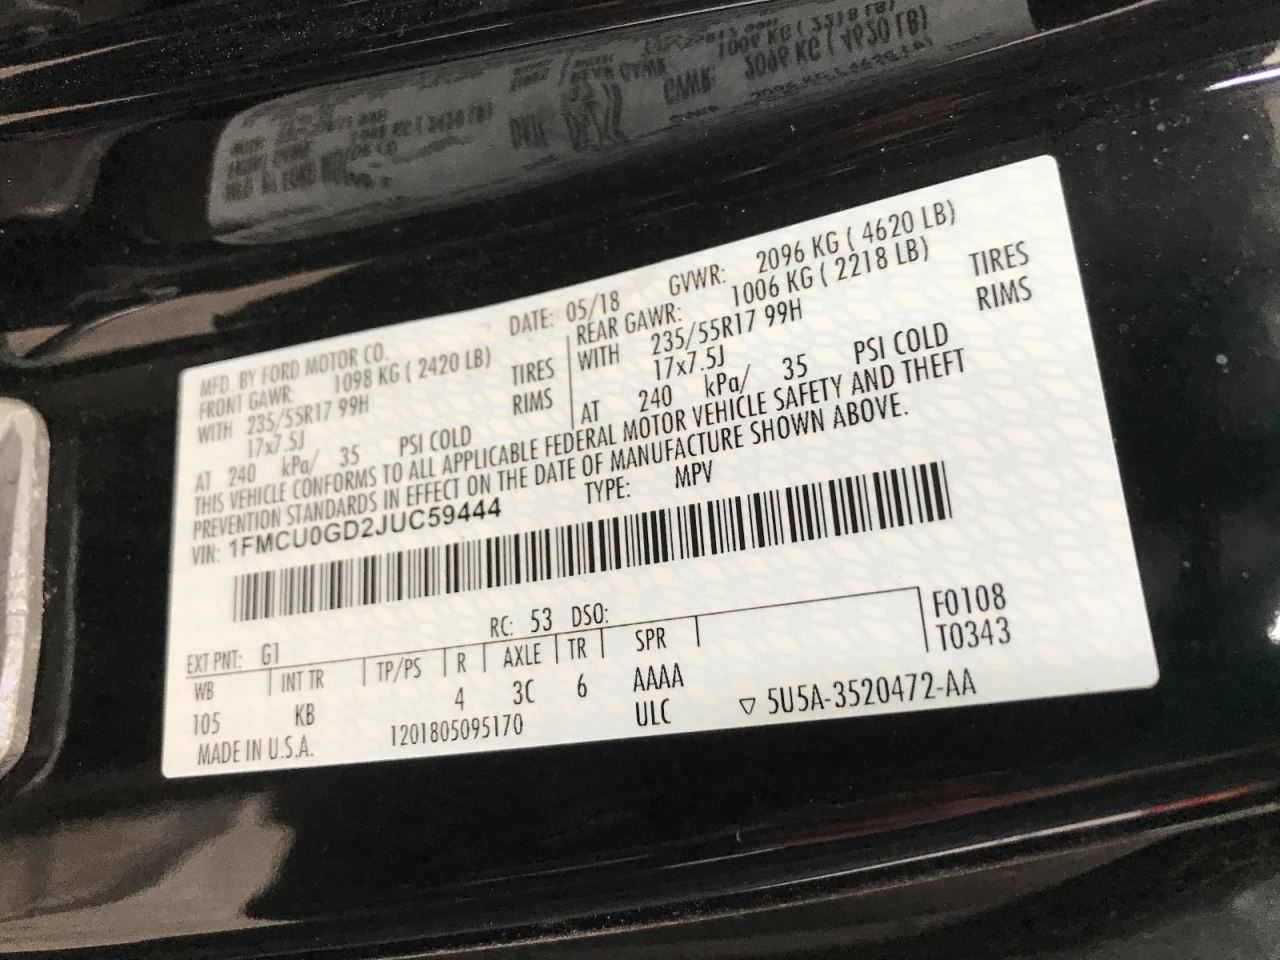 MFD. BY FORD MOTOR CO.
DATE: 05/18 GVWR: 2096 KG ( 4620 LB)
FRONT GAWR: 1098 KG ( 2420 LB)
WITH 235/55R17 99H TIRES
17x7.5J RIMS
AT 240 kPa/ 35 PSI COLD
REAR GAWR: 1006 KG ( 2218 LB)
WITH 235/55R17 99H TIRES
17x7.5J RIMS
AT 240 kPa/ 35 PSI COLD
THIS VEHICLE CONFORMS TO ALL APPLICABLE FEDERAL MOTOR VEHICLE SAFETY AND THEFT
PREVENTION STANDARDS IN EFFECT ON THE DATE OF MANUFACTURE SHOWN ABOVE.
VIN: 1FMCU0GD2JUC59444 TYPE: MPV
EXT PNT: G1 RC: 53 DSO: F0108
WB INT TR TP/PS R AXLE TR SPR T0343
105 KB 4 3C 6 AAAA
MADE IN U.S.A. 1201805095170 ULC ▽ 5U5A-3520472-AA